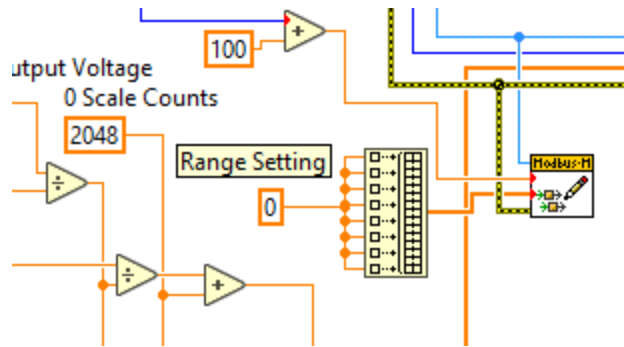 100
utput Voltage
0 Scale Counts
2048
Range Setting
0
Modbus-M
÷
÷
+
+